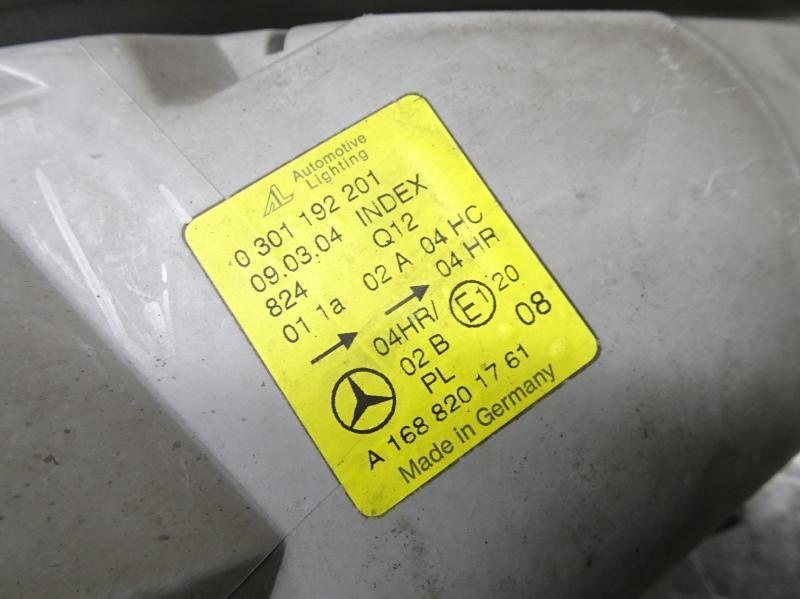 AL Automotive Lighting
0 301 192 201
09.03.04 INDEX
824 Q12
01 1a 02 A 04 HC
04 HR
04HR/ E1 20
02 B
PL 08
A 168 820 17 61
Made in Germany